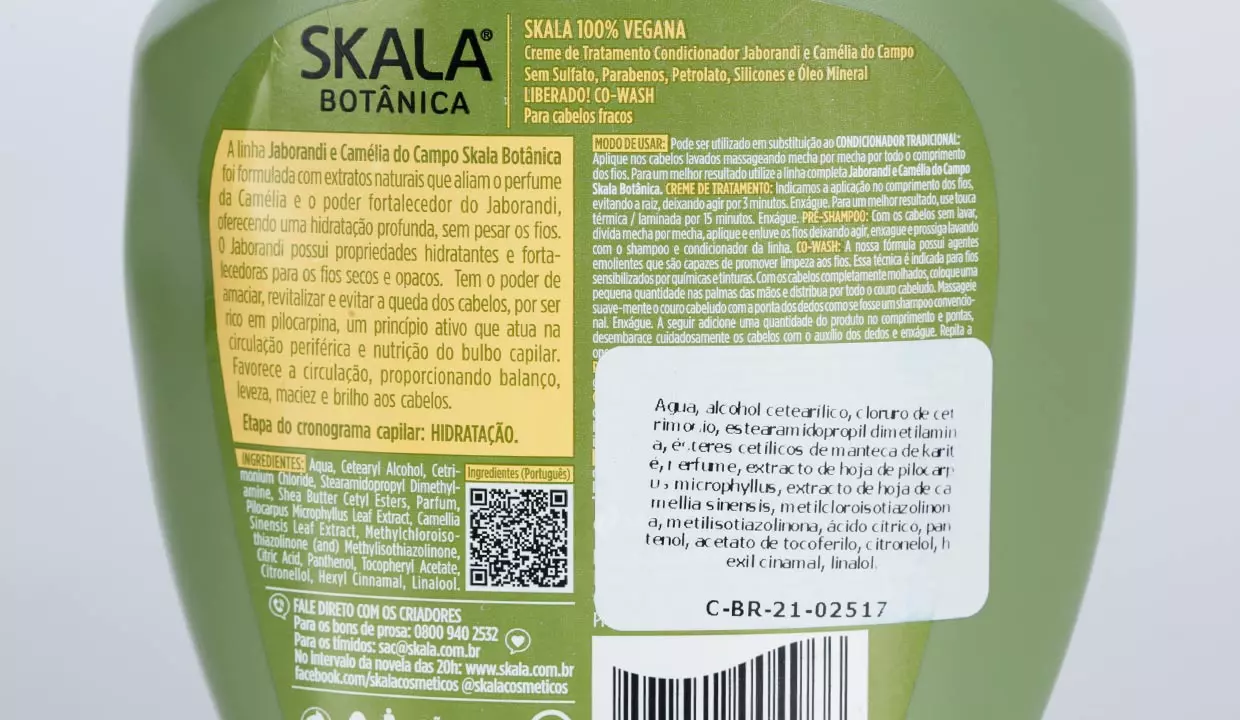 SKALA®
BOTÂNICA
SKALA 100% VEGANA
Creme de Tratamento Condicionador Jaborandi e Camélia do Campo
Sem Sulfato, Parabenos, Petrolato, Silicones e Óleo Mineral
LIBERADO! CO-WASH
Para cabelos fracos
A linha Jaborandi e Camélia do Campo Skala Botânica
foi formulada com extratos naturais que aliam o perfume
da Camélia e o poder fortalecedor do Jaborandi,
oferecendo uma hidratação profunda, sem pesar os fios.
O Jaborandi possui propriedades hidratantes e forta-
lecedoras para os fios secos e opacos. Tem o poder de
amaciar, revitalizar e evitar a queda dos cabelos, por ser
rico em pilocarpina, um princípio ativo que atua na
circulação periférica e nutrição do bulbo capilar.
Favorece a circulação, proporcionando balanço,
leveza, maciez e brilho aos cabelos.
Etapa do cronograma capilar: HIDRATAÇÃO.
INGREDIENTES: Aqua, Cetearyl Alcohol, Cetri-
monium Chloride, Stearamidopropyl Dimethyl-
amine, Shea Butter Cetyl Esters, Parfum,
Pilocarpus Microphyllus Leaf Extract, Camellia
Sinensis Leaf Extract, Methylchloroiso-
thiazolinone (and) Methylisothiazolinone,
Citric Acid, Panthenol, Tocopheryl Acetate,
Citronellol, Hexyl Cinnamal, Linalool.
Ingredientes (Português)
FALE DIRETO COM OS CRIADORES
Para os bons de prosa: 0800 940 2532
Para os tímidos: sac@skala.com.br
No intervalo da novela das 20h: www.skala.com.br
facebook.com/skalacosmeticos @skalacosmeticos
MODO DE USAR: Pode ser utilizado em substituição ao CONDICIONADOR TRADICIONAL:
Aplique nos cabelos lavados massageando mecha por mecha por todo o comprimento
dos fios. Para um melhor resultado utilize a linha completa Jaborandi e Camélia do Campo
Skala Botânica. CREME DE TRATAMENTO: Indicamos a aplicação no comprimento dos fios,
evitando a raiz, deixando agir por 3 minutos. Enxágue. Para um melhor resultado, use touca
térmica / laminada por 15 minutos. Enxágue. PRÉ-SHAMPOO: Com os cabelos sem lavar,
divida mecha por mecha, aplique e enluve os fios deixando agir, enxague e prossiga lavando
com o shampoo e condicionador da linha. CO-WASH: A nossa fórmula possui agentes
emolientes que são capazes de promover limpeza aos fios. Essa técnica é indicada para fios
sensibilizados por químicas e tinturas. Com os cabelos completamente molhados, coloque uma
pequena quantidade nas palmas das mãos e distribua por todo o couro cabeludo. Massageie
suave-mente o couro cabeludo com a ponta dos dedos como se fosse um shampoo convencio-
nal. Enxágue. A seguir adicione uma quantidade do produto no comprimento e pontas,
desembarace cuidadosamente os cabelos com o auxílio dos dedos e enxágue. Repita a
Agua, alcohol cetearílico, cloruro de cet
rimonio, estearamidopropil dimetilamin
a, ésteres cetílicos de manteca de karit
é, perfume, extracto de hoja de pilocarp
us microphyllus, extracto de hoja de ca
mellia sinensis, metilcloroisotiazolinon
a, metilisotiazolinona, ácido cítrico, pan
tenol, acetato de tocoferilo, citronelol, h
exil cinamal, linalol.
C-BR-21-02517